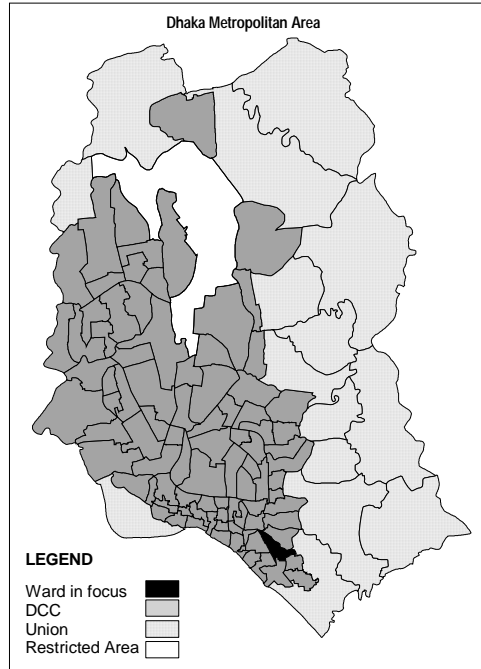 Dhaka Metropolitan Area
LEGEND
Ward in focus
DCC
Union
Restricted Area